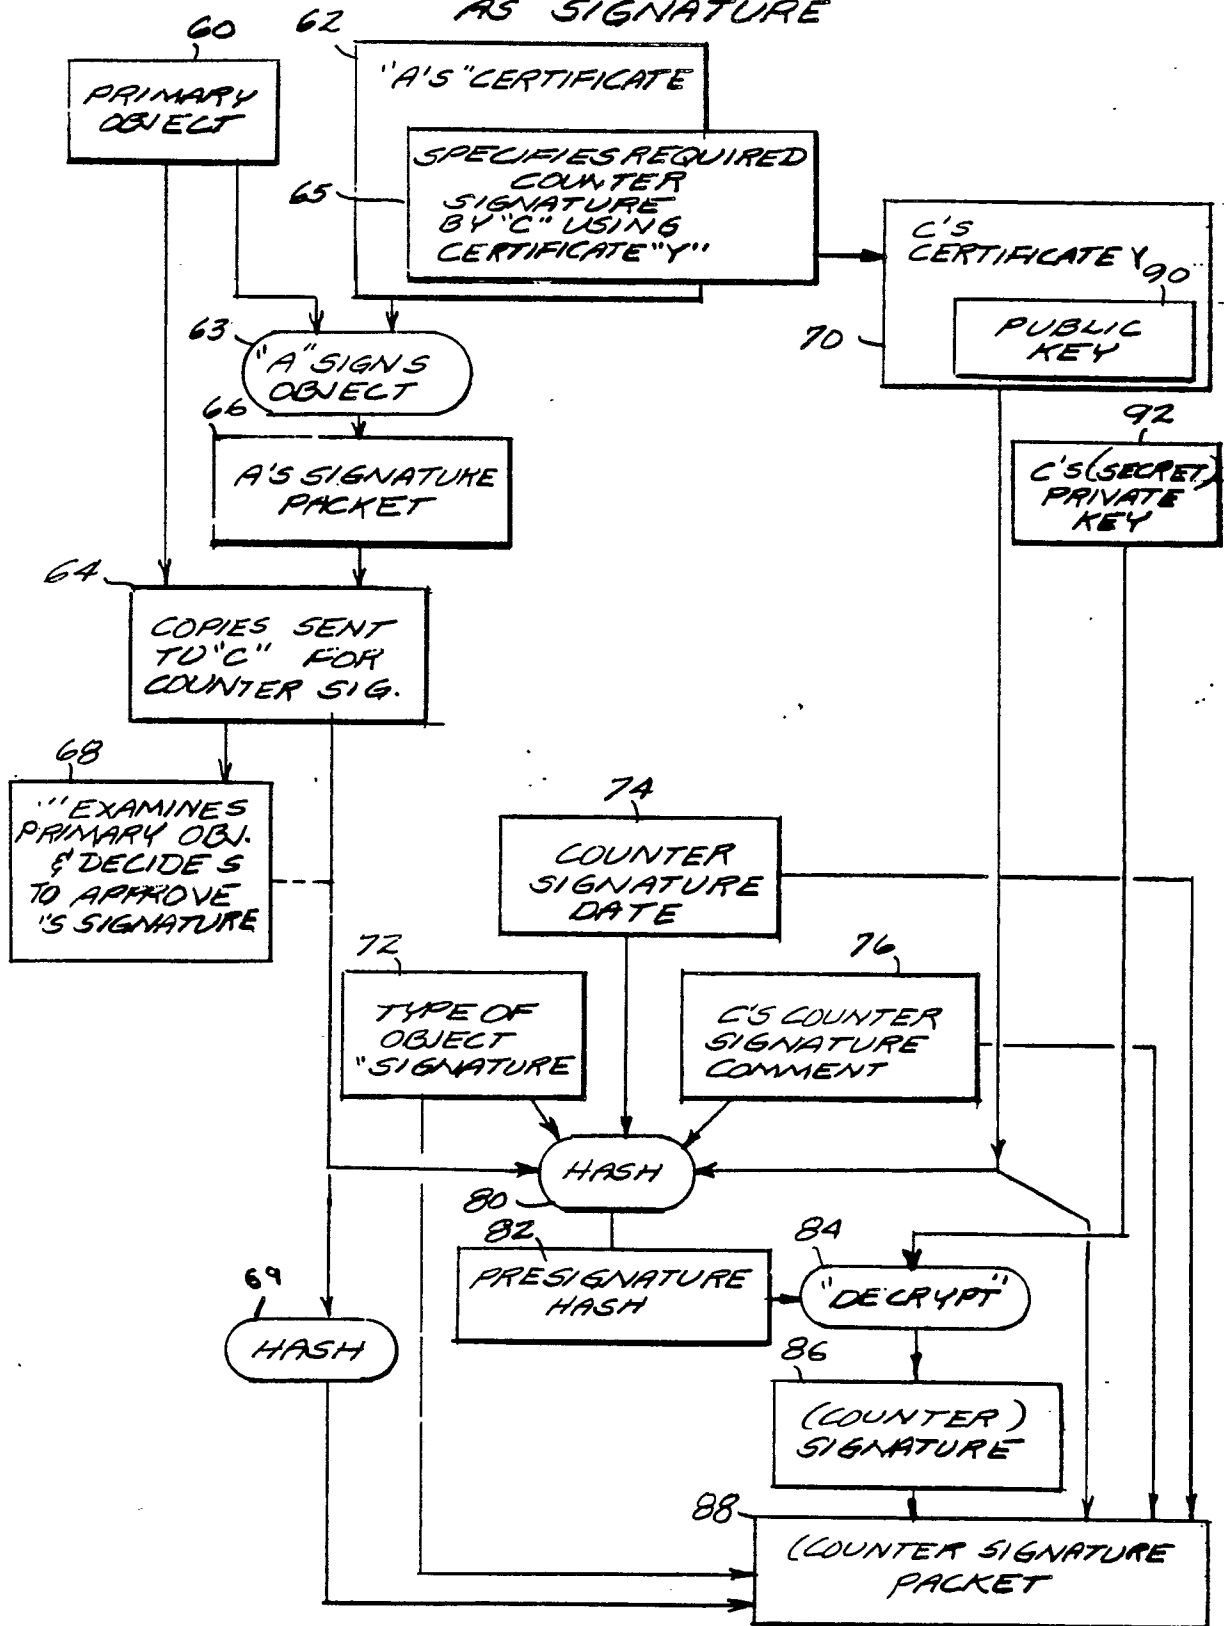 AS SIGNATURE
60
62
PRIMARY
OBJECT
"A'S" CERTIFICATE
65
SPECIFIES REQUIRED
COUNTER
SIGNATURE
BY "C" USING
CERTIFICATE "Y"
C'S
CERTIFICATE Y
90
70
PUBLIC
KEY
63
"A" SIGNS
OBJECT
66
A'S SIGNATURE
PACKET
92
C'S (SECRET)
PRIVATE
KEY
64
COPIES SENT
TO "C" FOR
COUNTER SIG.
68
"' EXAMINES
PRIMARY OBJ.
& DECIDES
TO APPROVE
'S SIGNATURE
74
COUNTER
SIGNATURE
DATE
72
TYPE OF
OBJECT
"SIGNATURE
76
C'S COUNTER
SIGNATURE
COMMENT
HASH
80
82
PRESIGNATURE
HASH
84
"DECRYPT"
69
HASH
86
(COUNTER)
SIGNATURE
88
(COUNTER SIGNATURE
PACKET